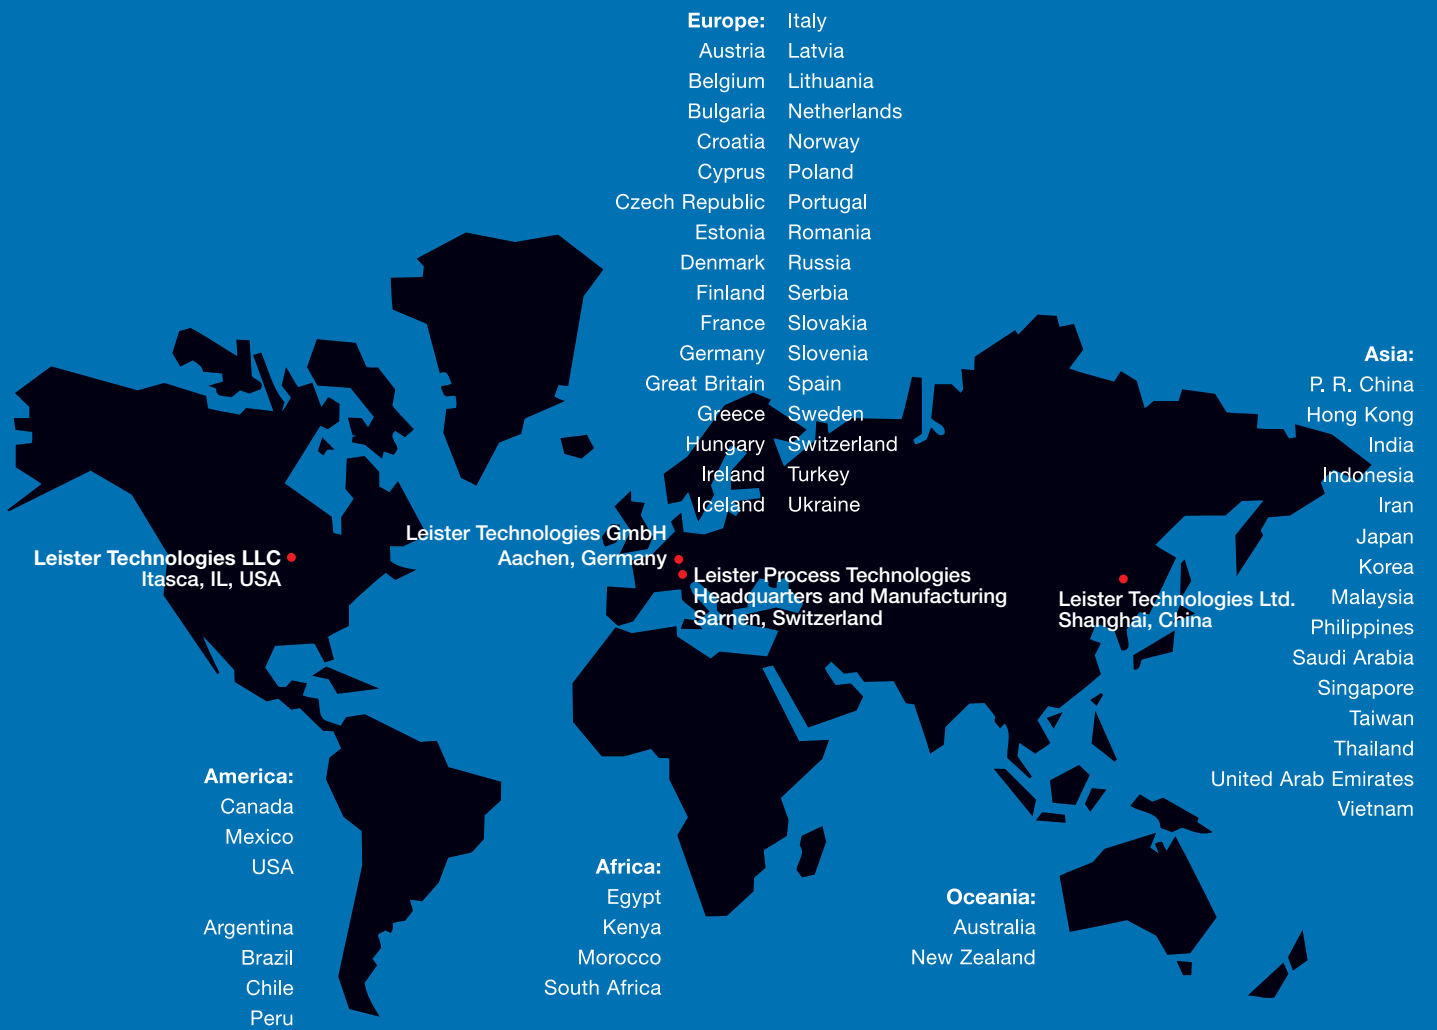 Europe:
Austria
Belgium
Bulgaria
Croatia
Cyprus
Czech Republic
Estonia
Denmark
Finland
France
Germany
Great Britain
Greece
Hungary
Ireland
Iceland
Italy
Latvia
Lithuania
Netherlands
Norway
Poland
Portugal
Romania
Russia
Serbia
Slovakia
Slovenia
Spain
Sweden
Switzerland
Turkey
Ukraine
Asia:
P. R. China
Hong Kong
India
Indonesia
Iran
Japan
Korea
Malaysia
Philippines
Saudi Arabia
Singapore
Taiwan
Thailand
United Arab Emirates
Vietnam
Leister Technologies LLC
Itasca, IL, USA
Leister Technologies GmbH
Aachen, Germany
Leister Process Technologies
Headquarters and Manufacturing
Sarnen, Switzerland
Leister Technologies Ltd.
Shanghai, China
America:
Canada
Mexico
USA
Argentina
Brazil
Chile
Peru
Africa:
Egypt
Kenya
Morocco
South Africa
Oceania:
Australia
New Zealand